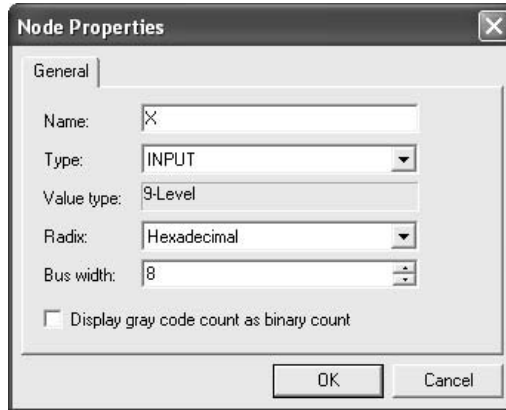 Node Properties
General
Name: X
Type: INPUT
Value type: 9-Level
Radix: Hexadecimal
Bus width: 8
Display gray code count as binary count
OK Cancel